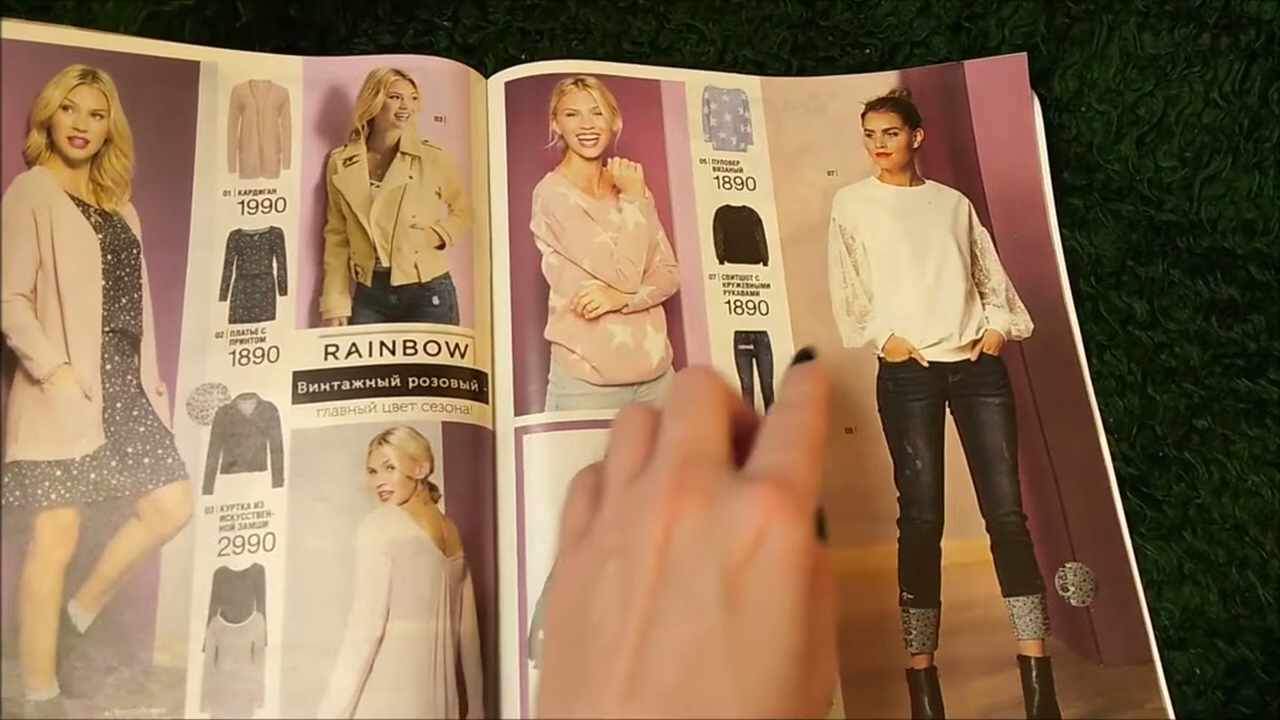 01 | КАРДИГАН
1990
02 | ПЛАТЬЕ С
ПРИНТОМ
1890
03 | КУРТКА ИЗ
ИСКУССТВЕН-
НОЙ ЗАМШИ
2990
03 |
RAINBOW
Винтажный розовый -
главный цвет сезона!
05 | ПУЛОВЕР
ВЯЗАНЫЙ
1890
07 | СВИТШОТ С
КРУЖЕВНЫМИ
РУКАВАМИ
1890
07 |
08 |